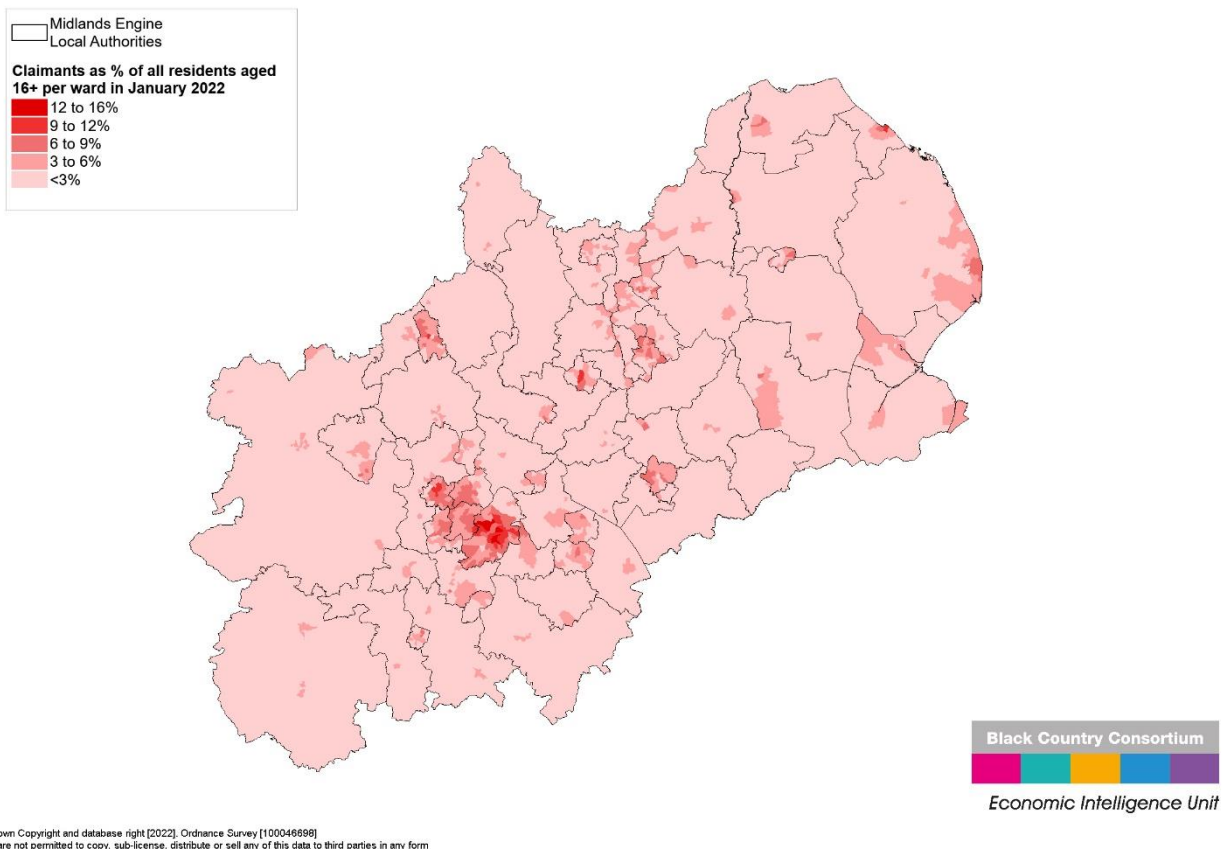 Midlands Engine
Local Authorities
Claimants as % of all residents aged
16+ per ward in January 2022
12 to 16%
9 to 12%
6 to 9%
3 to 6%
<3%
Black Country Consortium
Economic Intelligence Unit
own Copyright and database right [2022]. Ordnance Survey [100046698]
are not permitted to copy, sub-license, distribute or sell any of this data to third parties in any form